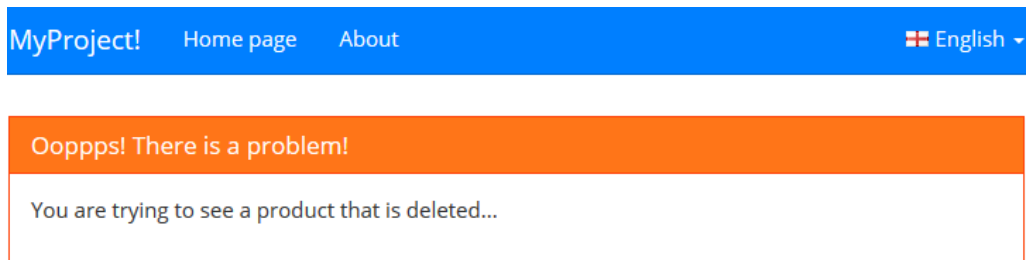 MyProject! Home page About English
Ooppps! There is a problem!
You are trying to see a product that is deleted...